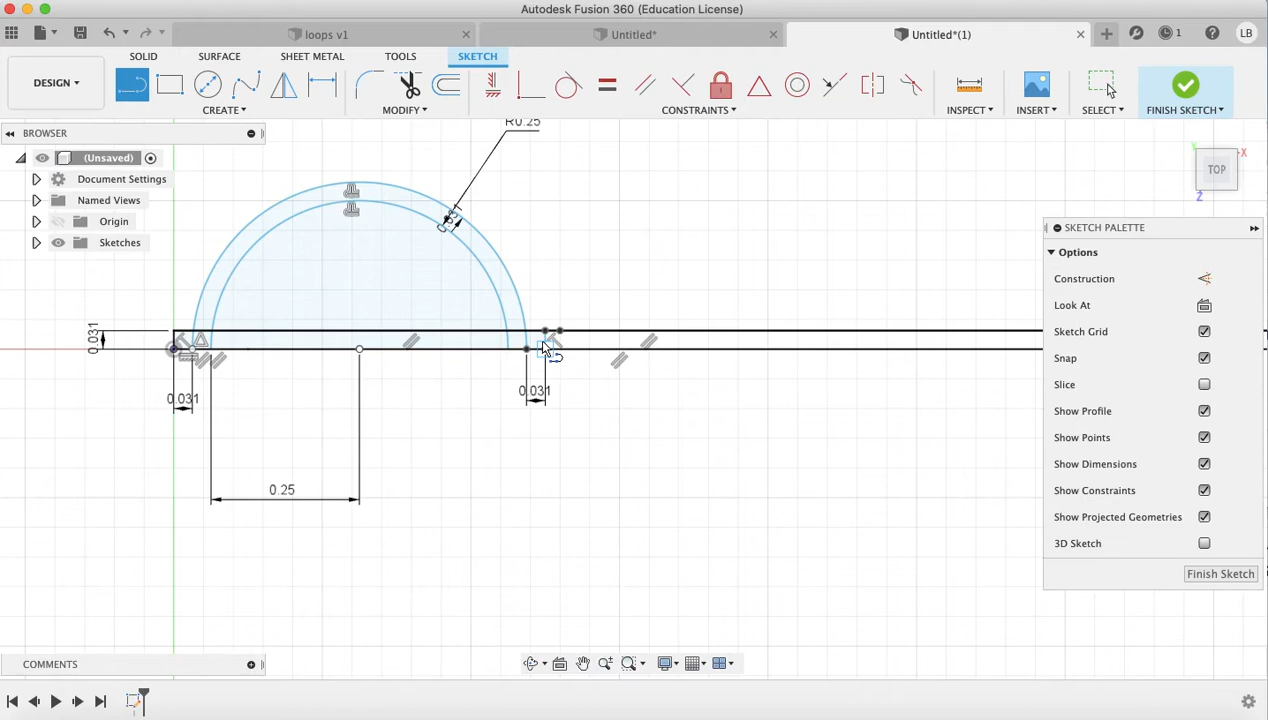 Autodesk Fusion 360 (Education License)
loops v1
Untitled*
Untitled*(1)
1
LB
DESIGN
SOLID
SURFACE
SHEET METAL
TOOLS
SKETCH
CREATE
MODIFY
CONSTRAINTS
INSPECT
INSERT
SELECT
FINISH SKETCH
BROWSER
(Unsaved)
Document Settings
Named Views
Origin
Sketches
R0.25
0.031
0.031
0.031
0.25
Y
X
TOP
Z
SKETCH PALETTE
Options
Construction
Look At
Sketch Grid
Snap
Slice
Show Profile
Show Points
Show Dimensions
Show Constraints
Show Projected Geometries
3D Sketch
Finish Sketch
COMMENTS